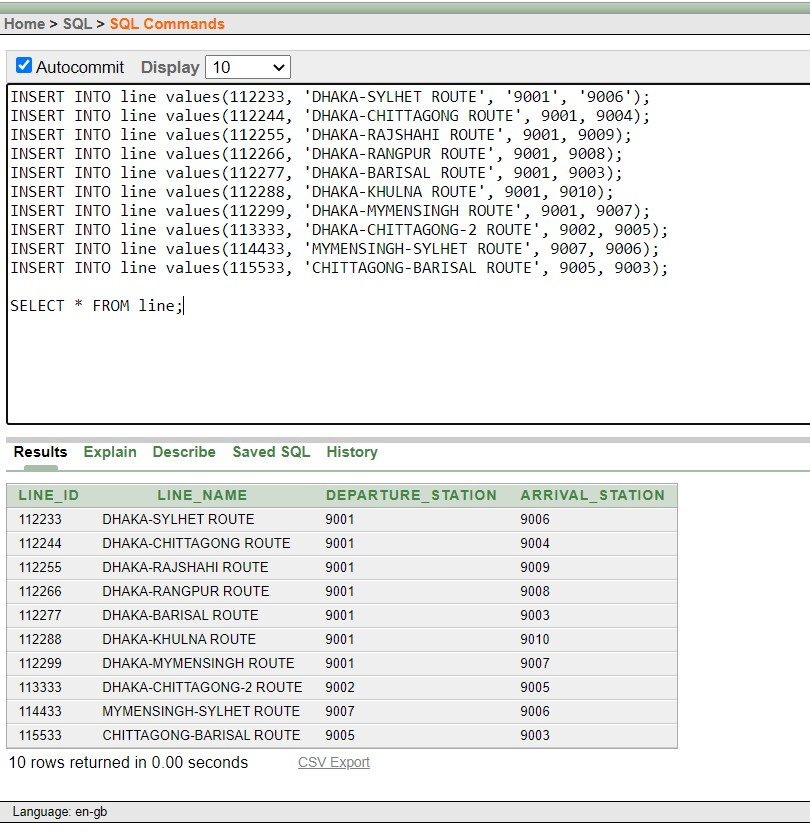 Home > SQL > SQL Commands
Autocommit Display 10
INSERT INTO line values(112233, 'DHAKA-SYLHET ROUTE', '9001', '9006');
INSERT INTO line values(112244, 'DHAKA-CHITTAGONG ROUTE', 9001, 9004);
INSERT INTO line values(112255, 'DHAKA-RAJSHAHI ROUTE', 9001, 9009);
INSERT INTO line values(112266, 'DHAKA-RANGPUR ROUTE', 9001, 9008);
INSERT INTO line values(112277, 'DHAKA-BARISAL ROUTE', 9001, 9003);
INSERT INTO line values(112288, 'DHAKA-KHULNA ROUTE', 9001, 9010);
INSERT INTO line values(112299, 'DHAKA-MYMENSINGH ROUTE', 9001, 9007);
INSERT INTO line values(113333, 'DHAKA-CHITTAGONG-2 ROUTE', 9002, 9005);
INSERT INTO line values(114433, 'MYMENSINGH-SYLHET ROUTE', 9007, 9006);
INSERT INTO line values(115533, 'CHITTAGONG-BARISAL ROUTE', 9005, 9003);
SELECT * FROM line;
Results Explain Describe Saved SQL History
LINE_ID LINE_NAME DEPARTURE_STATION ARRIVAL_STATION
112233 DHAKA-SYLHET ROUTE 9001 9006
112244 DHAKA-CHITTAGONG ROUTE 9001 9004
112255 DHAKA-RAJSHAHI ROUTE 9001 9009
112266 DHAKA-RANGPUR ROUTE 9001 9008
112277 DHAKA-BARISAL ROUTE 9001 9003
112288 DHAKA-KHULNA ROUTE 9001 9010
112299 DHAKA-MYMENSINGH ROUTE 9001 9007
113333 DHAKA-CHITTAGONG-2 ROUTE 9002 9005
114433 MYMENSINGH-SYLHET ROUTE 9007 9006
115533 CHITTAGONG-BARISAL ROUTE 9005 9003
10 rows returned in 0.00 seconds CSV Export
Language: en-gb